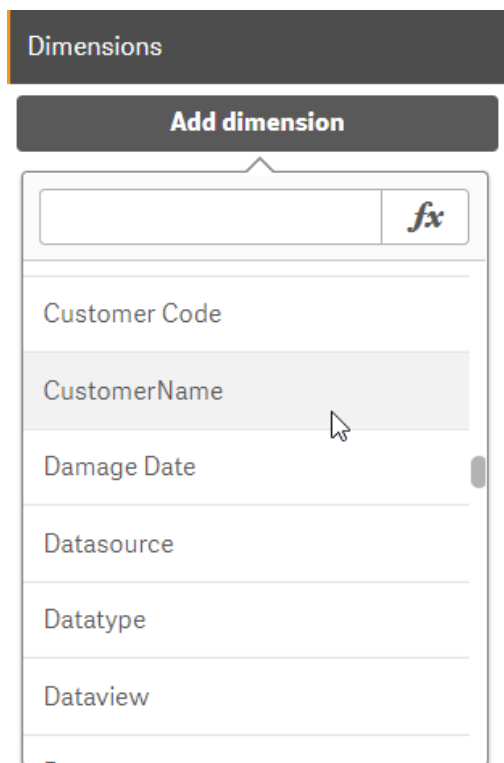 Dimensions
Add dimension
fx
Customer Code
CustomerName
Damage Date
Datasource
Datatype
Dataview